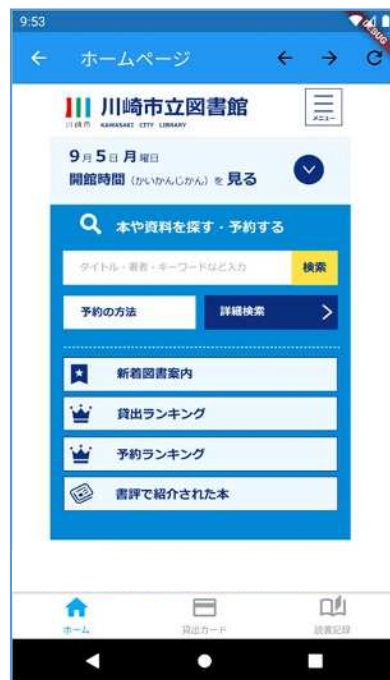 9:53
DEBUG
ホームページ
川崎市
川崎市立図書館
KAWASAKI CITY LIBRARY
メニュー
9月5日月曜日
開館時間 (かいかんじかん) を 見る
本や資料を探す・予約する
タイトル・著者・キーワードなど入力
検索
予約の方法
詳細検索
新着図書案内
貸出ランキング
予約ランキング
書評で紹介された本
ホーム
貸出カード
読書記録